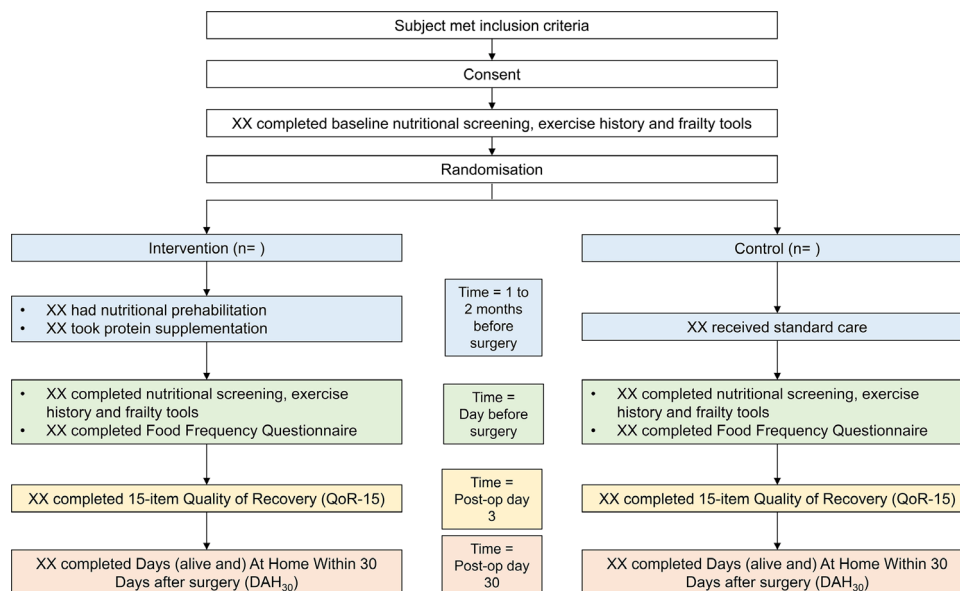 Subject met inclusion criteria
Consent
XX completed baseline nutritional screening, exercise history and frailty tools
Randomisation
Intervention (n= )
Control (n= )
• XX had nutritional prehabilitation
• XX took protein supplementation
Time = 1 to
2 months
before
surgery
XX received standard care
• XX completed nutritional screening, exercise
history and frailty tools
• XX completed Food Frequency Questionnaire
Time =
Day before
surgery
• XX completed nutritional screening, exercise
history and frailty tools
• XX completed Food Frequency Questionnaire
XX completed 15-item Quality of Recovery (QoR-15)
Time =
Post-op day
3
XX completed 15-item Quality of Recovery (QoR-15)
XX completed Days (alive and) At Home Within 30
Days after surgery (DAH₃₀)
Time =
Post-op day
30
XX completed Days (alive and) At Home Within 30
Days after surgery (DAH₃₀)